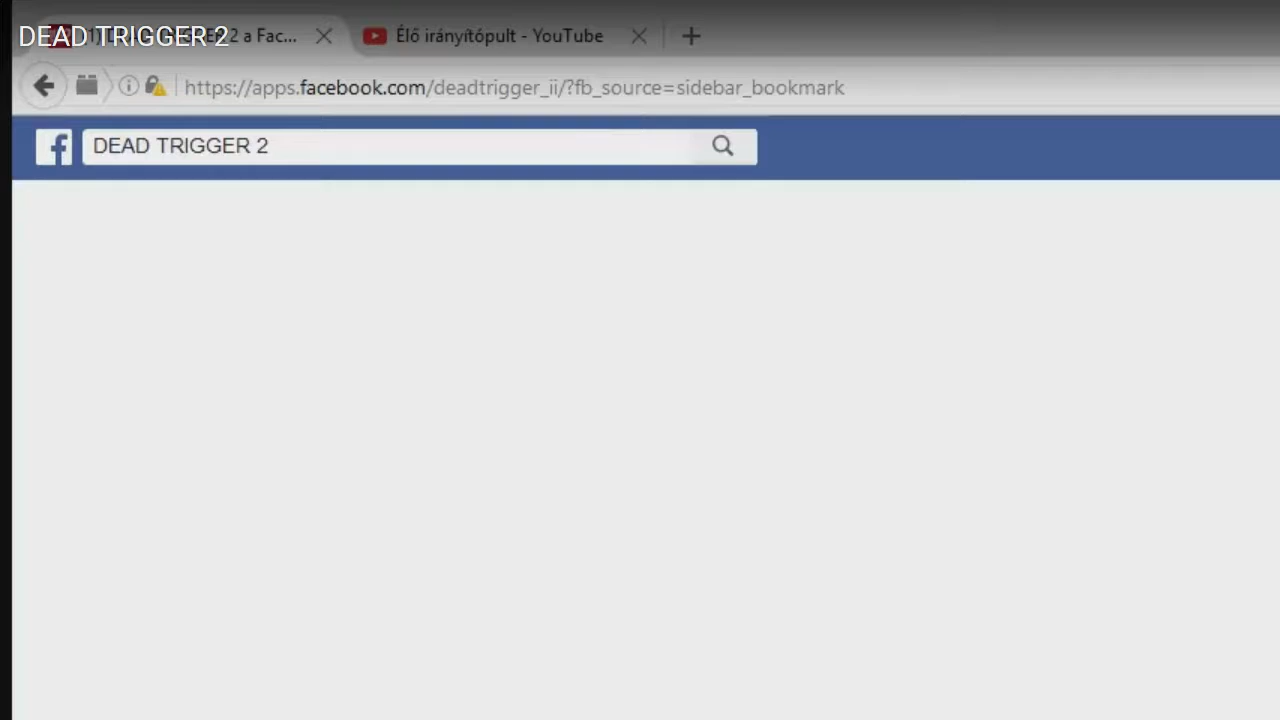 DEAD TRIGGER 2
2 a Fac...
Élő irányítópult - YouTube
https://apps.facebook.com/deadtrigger_ii/?fb_source=sidebar_bookmark
DEAD TRIGGER 2